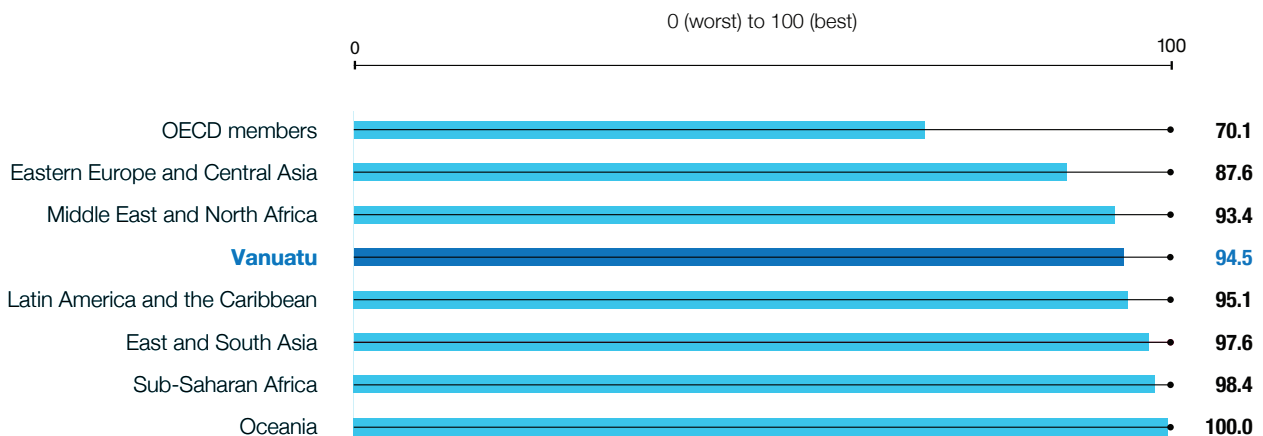 0 (worst) to 100 (best)
0 100
OECD members 70.1
Eastern Europe and Central Asia 87.6
Middle East and North Africa 93.4
Vanuatu 94.5
Latin America and the Caribbean 95.1
East and South Asia 97.6
Sub-Saharan Africa 98.4
Oceania 100.0